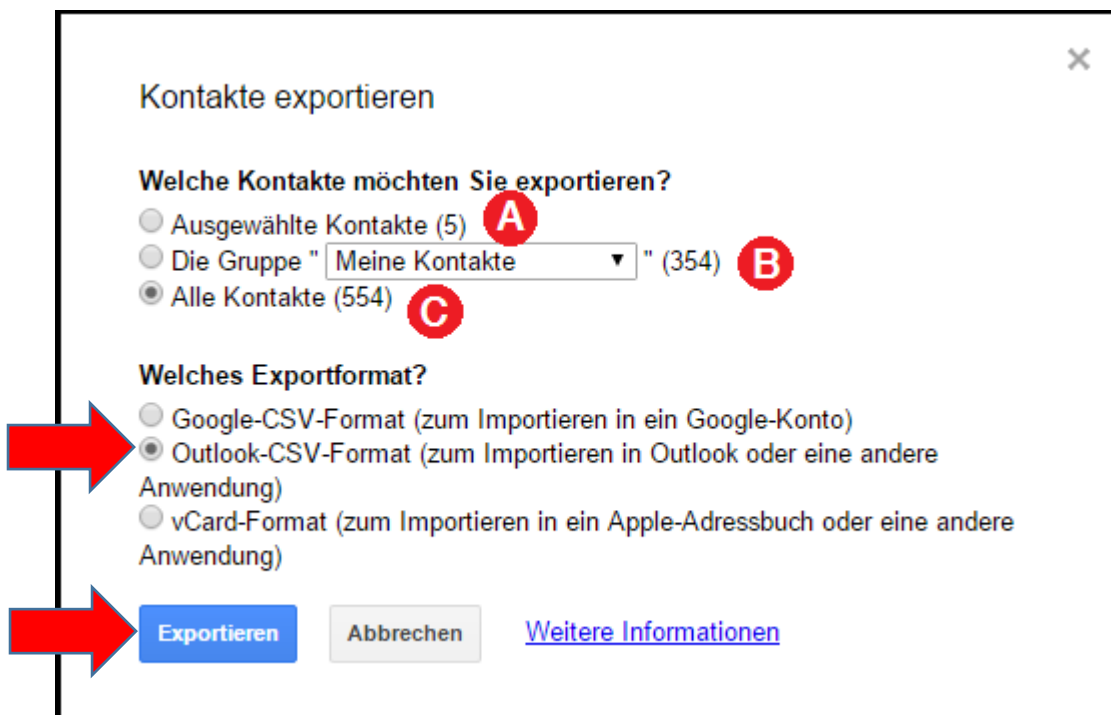 ×
Kontakte exportieren
Welche Kontakte möchten Sie exportieren?
Ausgewählte Kontakte (5) A
Die Gruppe " Meine Kontakte ▼ " (354) B
Alle Kontakte (554) C
Welches Exportformat?
Google-CSV-Format (zum Importieren in ein Google-Konto)
Outlook-CSV-Format (zum Importieren in Outlook oder eine andere
Anwendung)
vCard-Format (zum Importieren in ein Apple-Adressbuch oder eine andere
Anwendung)
Exportieren Abbrechen Weitere Informationen